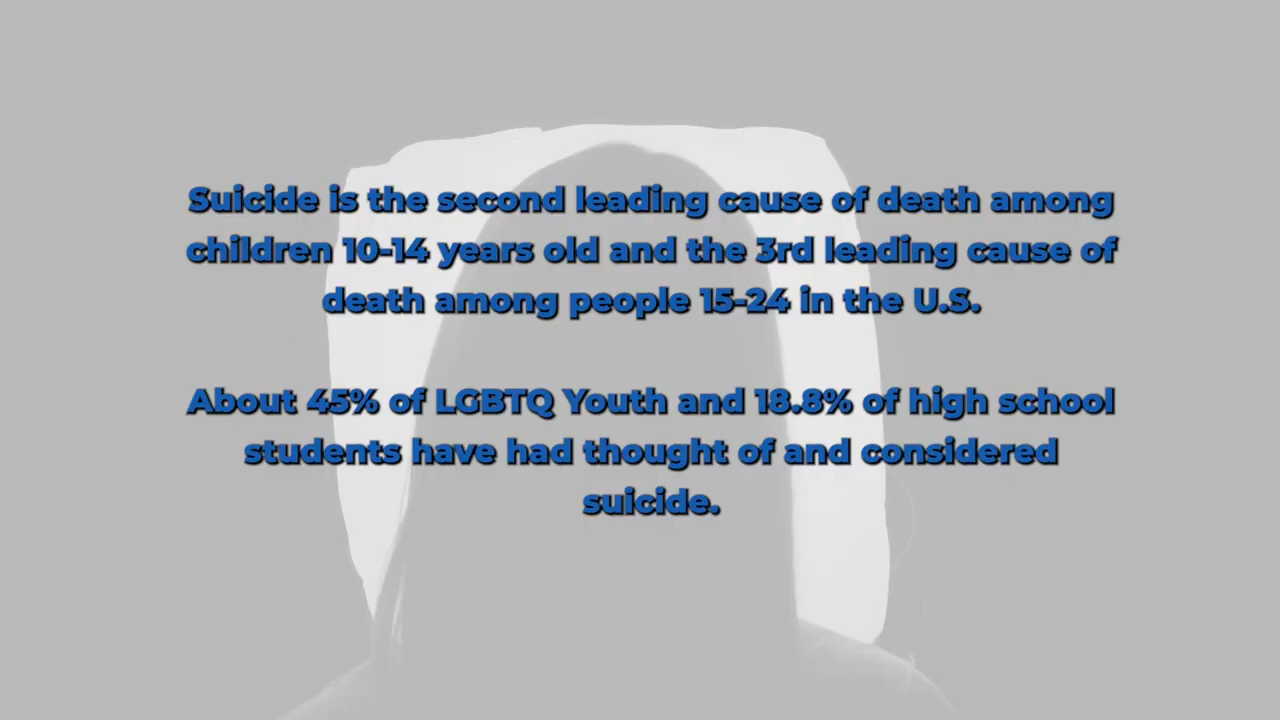 Suicide is the second leading cause of death among
children 10-14 years old and the 3rd leading cause of
death among people 15-24 in the U.S.
About 45% of LGBTQ Youth and 18.8% of high school
students have had thought of and considered
suicide.